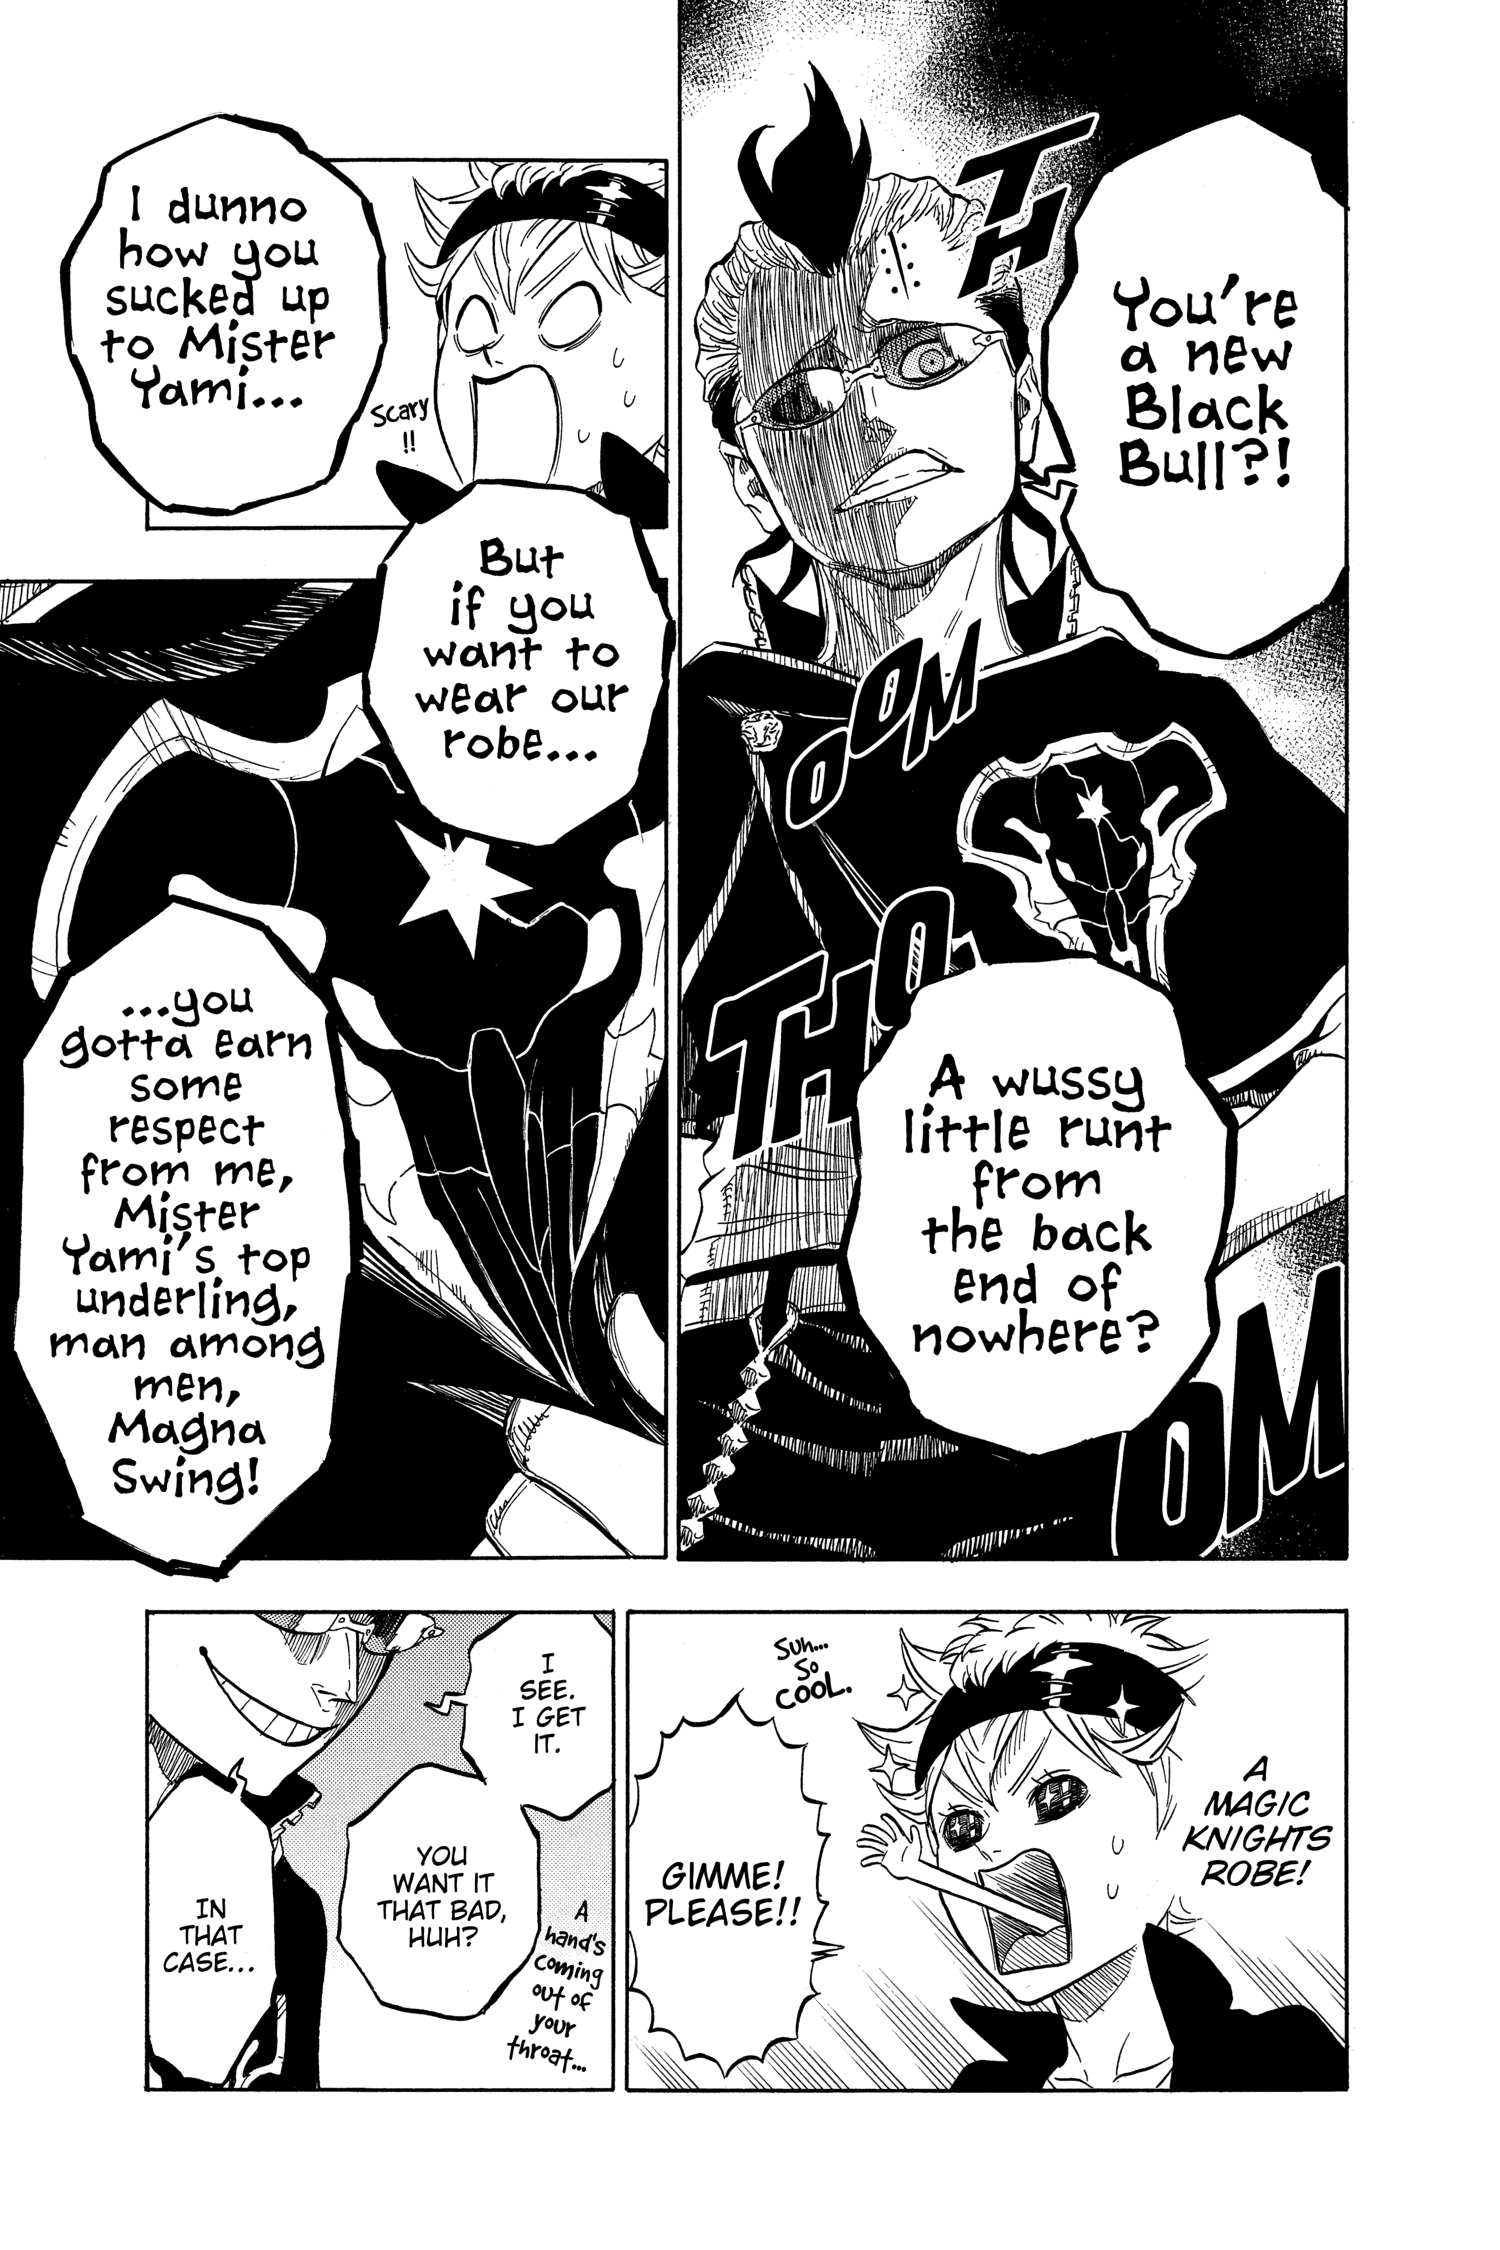 You're
a new
Black
Bull?!
TH
OOM
A wussy
little runt
from
the back
end of
nowhere?
THO
OM
I dunno
how you
sucked up
to Mister
Yami...
Scary
!!
But
if you
want to
wear our
robe...
...you
gotta earn
some
respect
from me,
Mister
Yami's top
underling,
man among
men,
Magna
Swing!
A
MAGIC
KNIGHTS
ROBE!
Suh...
So
COOL.
GIMME!
PLEASE!!
I
SEE.
I GET
IT.
YOU
WANT IT
THAT BAD,
HUH?
A
hand's
coming
out of
your
throat...
IN
THAT
CASE...